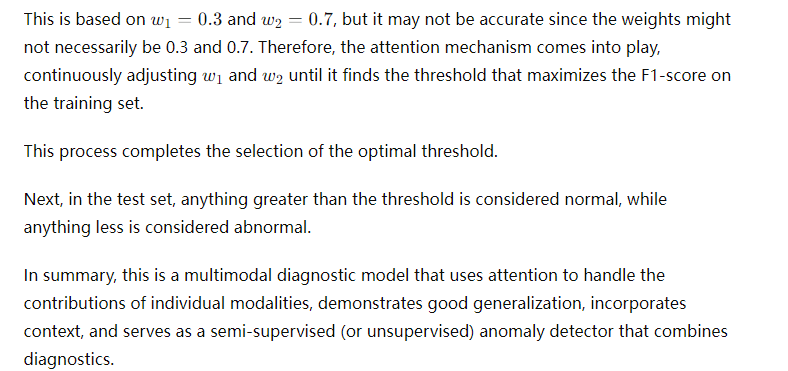 This is based on w₁ = 0.3 and w₂ = 0.7, but it may not be accurate since the weights might
not necessarily be 0.3 and 0.7. Therefore, the attention mechanism comes into play,
continuously adjusting w₁ and w₂ until it finds the threshold that maximizes the F1-score on
the training set.
This process completes the selection of the optimal threshold.
Next, in the test set, anything greater than the threshold is considered normal, while
anything less is considered abnormal.
In summary, this is a multimodal diagnostic model that uses attention to handle the
contributions of individual modalities, demonstrates good generalization, incorporates
context, and serves as a semi-supervised (or unsupervised) anomaly detector that combines
diagnostics.